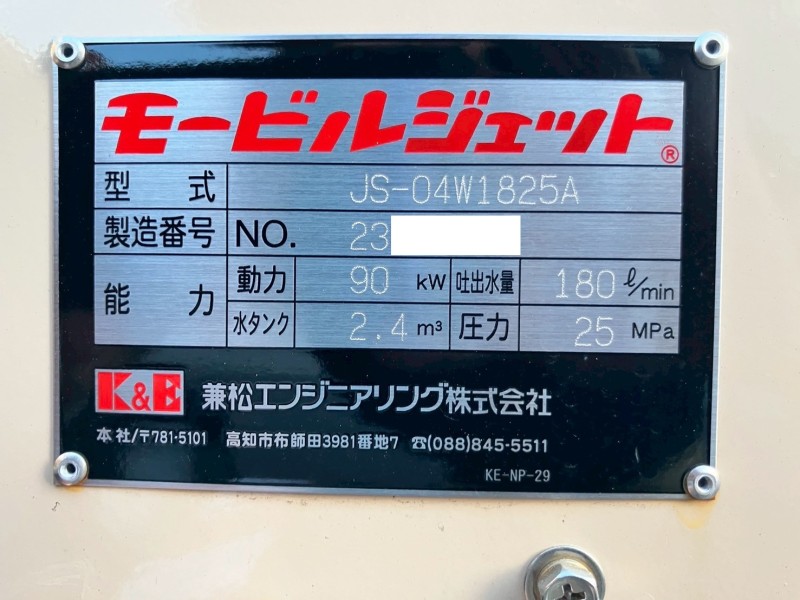 モービルジェット®
型式 JS-04W1825A
製造番号 NO. 23
能力 動力 90 kW 吐出水量 180 ℓ/min
水タンク 2.4 m³ 圧力 25 MPa
K&E 兼松エンジニアリング株式会社
本社/〒781-5101 高知市布師田3981番地7 ☎(088)845-5511
KE-NP-29